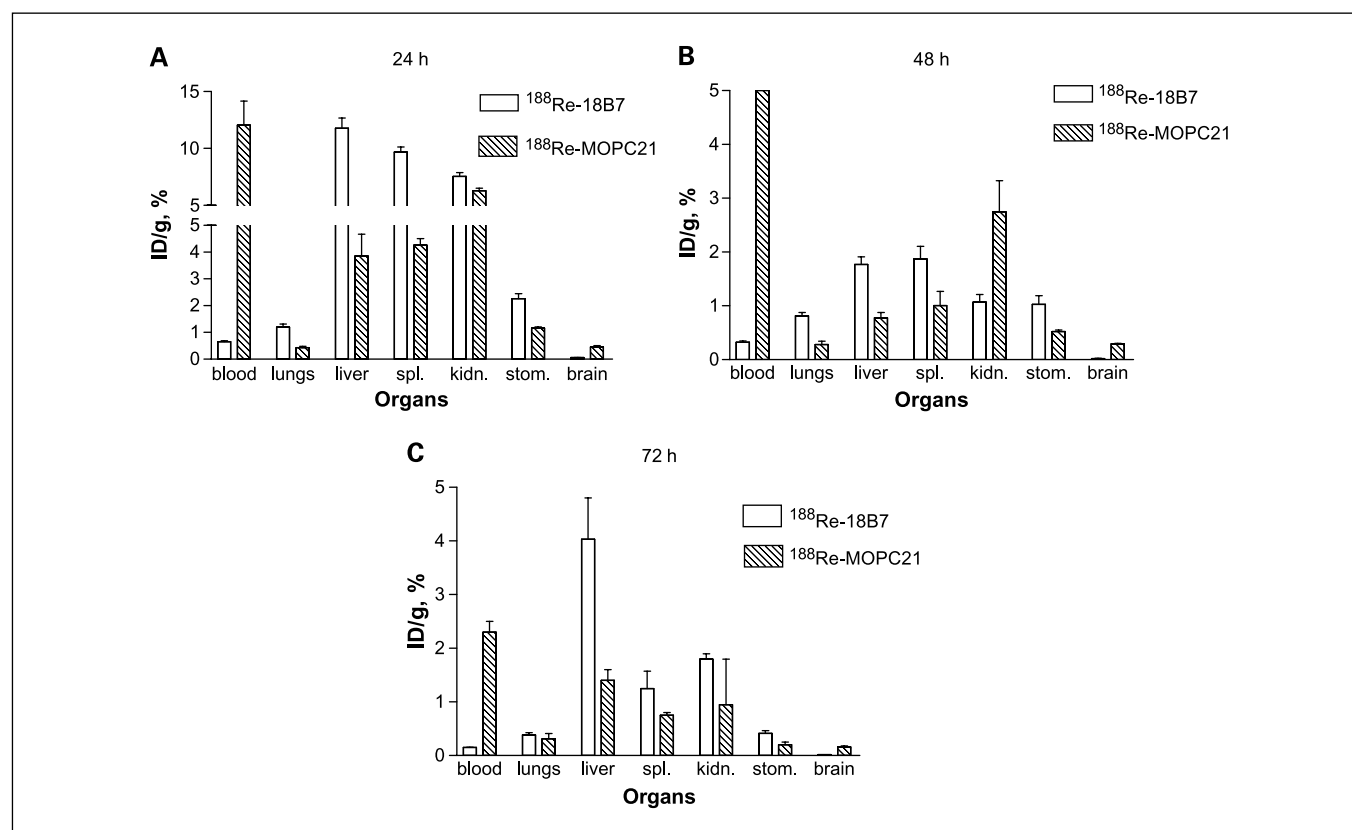 A
24 h
15
10
5
5
4
3
2
1
0
ID/g, %
188Re-18B7
188Re-MOPC21
blood lungs liver spl. kidn. stom. brain
Organs
B
48 h
5
4
3
2
1
0
ID/g, %
188Re-18B7
188Re-MOPC21
blood lungs liver spl. kidn. stom. brain
Organs
C
72 h
5
4
3
2
1
0
ID/g, %
188Re-18B7
188Re-MOPC21
blood lungs liver spl. kidn. stom. brain
Organs